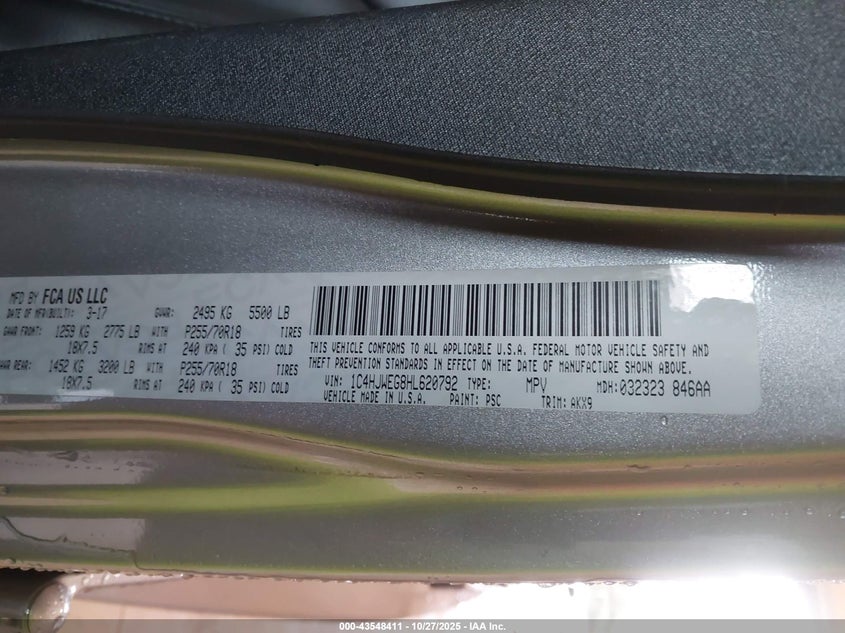 MFD BY FCA US LLC
DATE OF MFR(BUILT): 3-17 GVWR: 2495 KG 5500 LB
GAWR FRONT: 1259 KG 2775 LB WITH P255/70R18 TIRES
18X7.5 RIMS AT 240 KPA ( 35 PSI) COLD
GAWR REAR: 1452 KG 3200 LB WITH P255/70R18 TIRES
18X7.5 RIMS AT 240 KPA ( 35 PSI) COLD
THIS VEHICLE CONFORMS TO ALL APPLICABLE U.S.A. FEDERAL MOTOR VEHICLE SAFETY AND
THEFT PREVENTION STANDARDS IN EFFECT ON THE DATE OF MANUFACTURE SHOWN ABOVE.
VIN: 1C4HJWEG8HL620792 TYPE: MPV MDH: 032323 846AA
VEHICLE MADE IN U.S.A. PAINT: PSC TRIM: AKX9
000-43548411 - 10/27/2025 - IAA Inc.